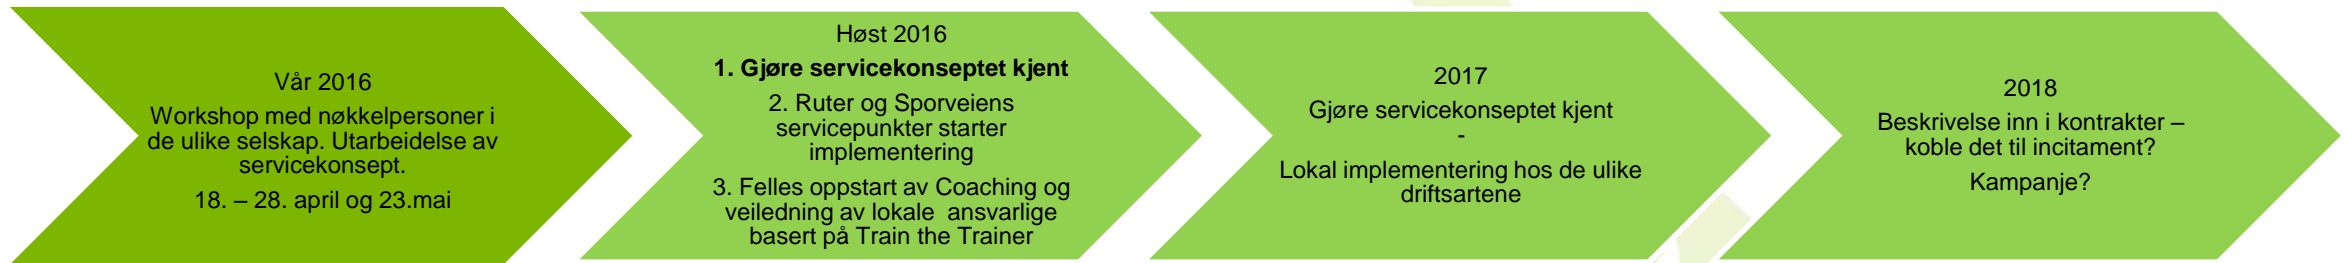 Vår 2016
Workshop med nøkkelpersoner i
de ulike selskap. Utarbeidelse av
servicekonsept.
18. – 28. april og 23.mai
Høst 2016
1. Gjøre servicekonseptet kjent
2. Ruter og Sporveiens
servicepunkter starter
implementering
3. Felles oppstart av Coaching og
veiledning av lokale ansvarlige
basert på Train the Trainer
2017
Gjøre servicekonseptet kjent
-
Lokal implementering hos de ulike
driftsartene
2018
Beskrivelse inn i kontrakter –
koble det til incitament?
Kampanje?